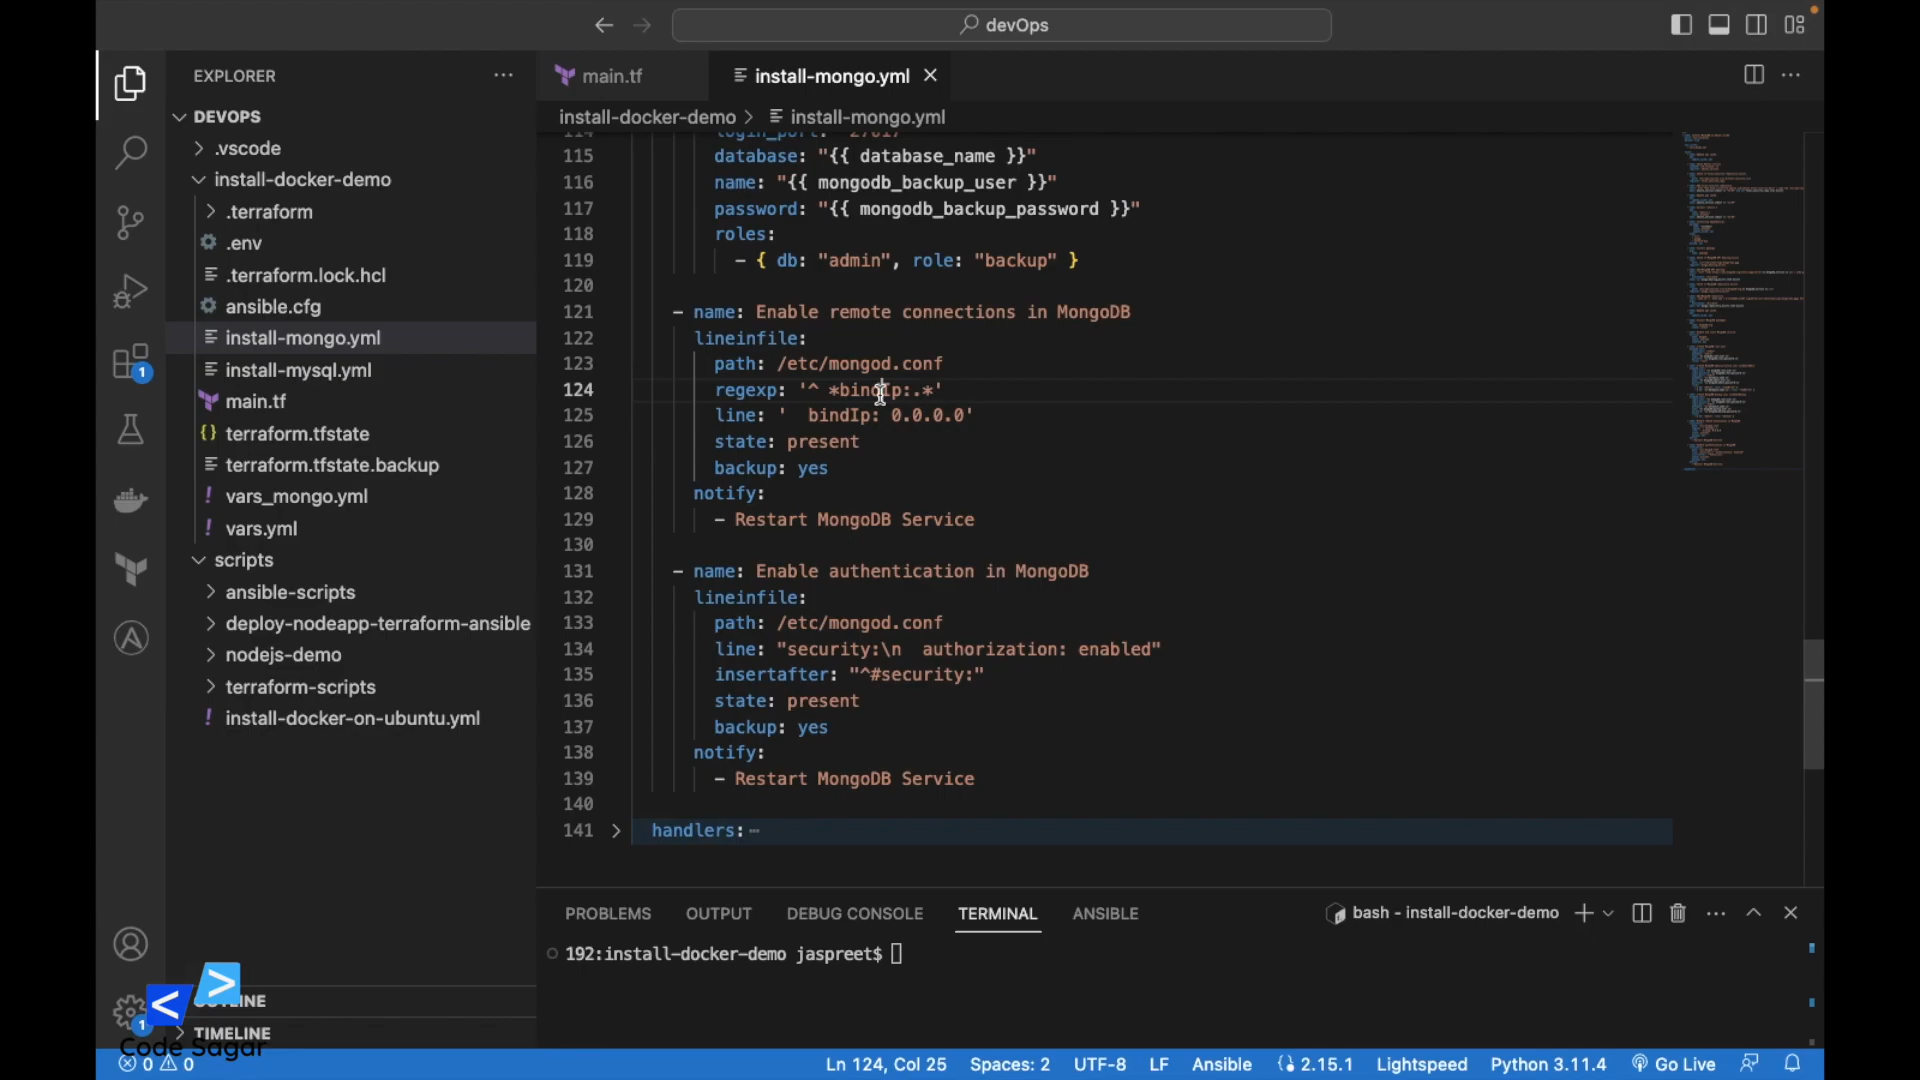 devOps
EXPLORER
main.tf
install-mongo.yml
install-docker-demo > install-mongo.yml
DEVOPS
.vscode
install-docker-demo
.terraform
.env
.terraform.lock.hcl
ansible.cfg
install-mongo.yml
install-mysql.yml
main.tf
terraform.tfstate
terraform.tfstate.backup
vars_mongo.yml
vars.yml
scripts
ansible-scripts
deploy-nodeapp-terraform-ansible
nodejs-demo
terraform-scripts
install-docker-on-ubuntu.yml
TIMELINE
114 login_port: 27017
115 database: "{{ database_name }}"
116 name: "{{ mongodb_backup_user }}"
117 password: "{{ mongodb_backup_password }}"
118 roles:
119 - { db: "admin", role: "backup" }
120
121 - name: Enable remote connections in MongoDB
122 lineinfile:
123 path: /etc/mongod.conf
124 regexp: '^ *bindIp:.*'
125 line: '  bindIp: 0.0.0.0'
126 state: present
127 backup: yes
128 notify:
129 - Restart MongoDB Service
130
131 - name: Enable authentication in MongoDB
132 lineinfile:
133 path: /etc/mongod.conf
134 line: "security:\n  authorization: enabled"
135 insertafter: "^#security:"
136 state: present
137 backup: yes
138 notify:
139 - Restart MongoDB Service
140
141 handlers:
PROBLEMS OUTPUT DEBUG CONSOLE TERMINAL ANSIBLE
bash - install-docker-demo
192:install-docker-demo jaspreet$
1
1
Code Sagar
0 0
Ln 124, Col 25 Spaces: 2 UTF-8 LF Ansible 2.15.1 Lightspeed Python 3.11.4 Go Live